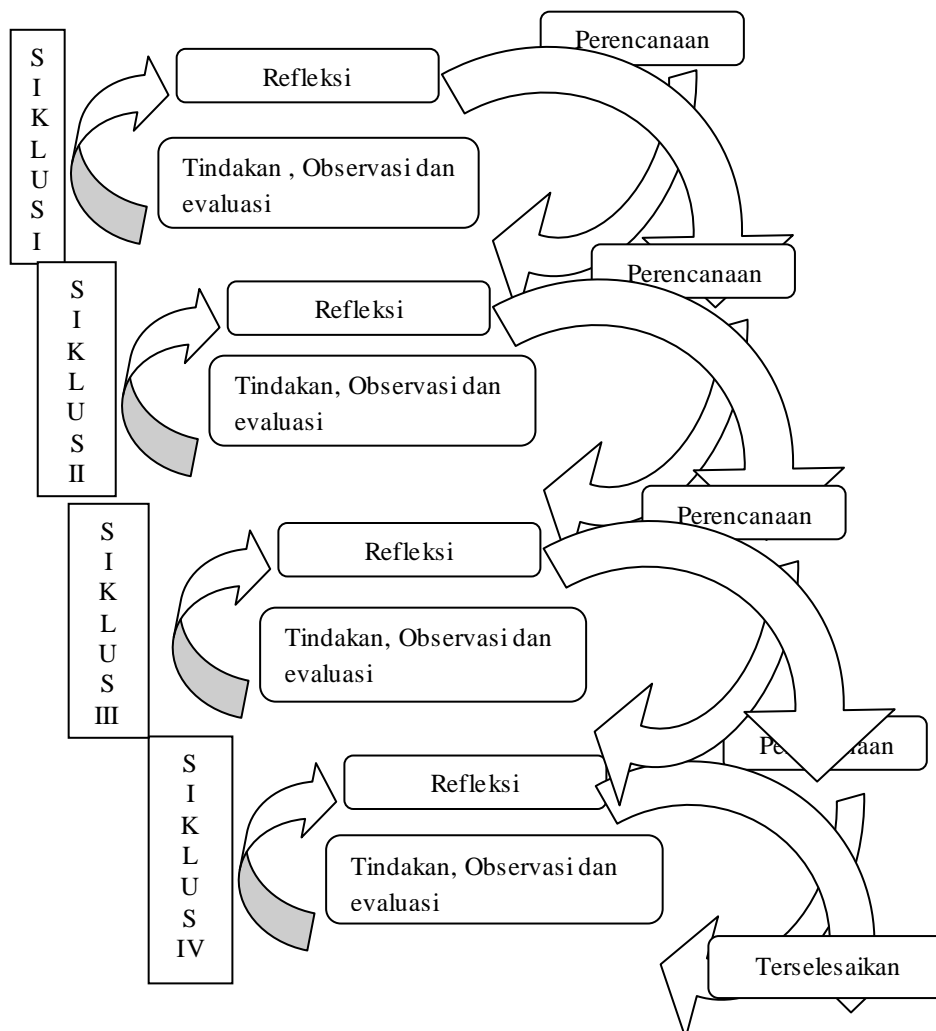 S
I
K
L
U
S
I
Perencanaan
Refleksi
Tindakan , Observasi dan
evaluasi
S
I
K
L
U
S
II
Perencanaan
Refleksi
Tindakan, Observasi dan
evaluasi
S
I
K
L
U
S
III
Perencanaan
Refleksi
Tindakan, Observasi dan
evaluasi
S
I
K
L
U
S
IV
Refleksi
Tindakan, Observasi dan
evaluasi
Terselesaikan